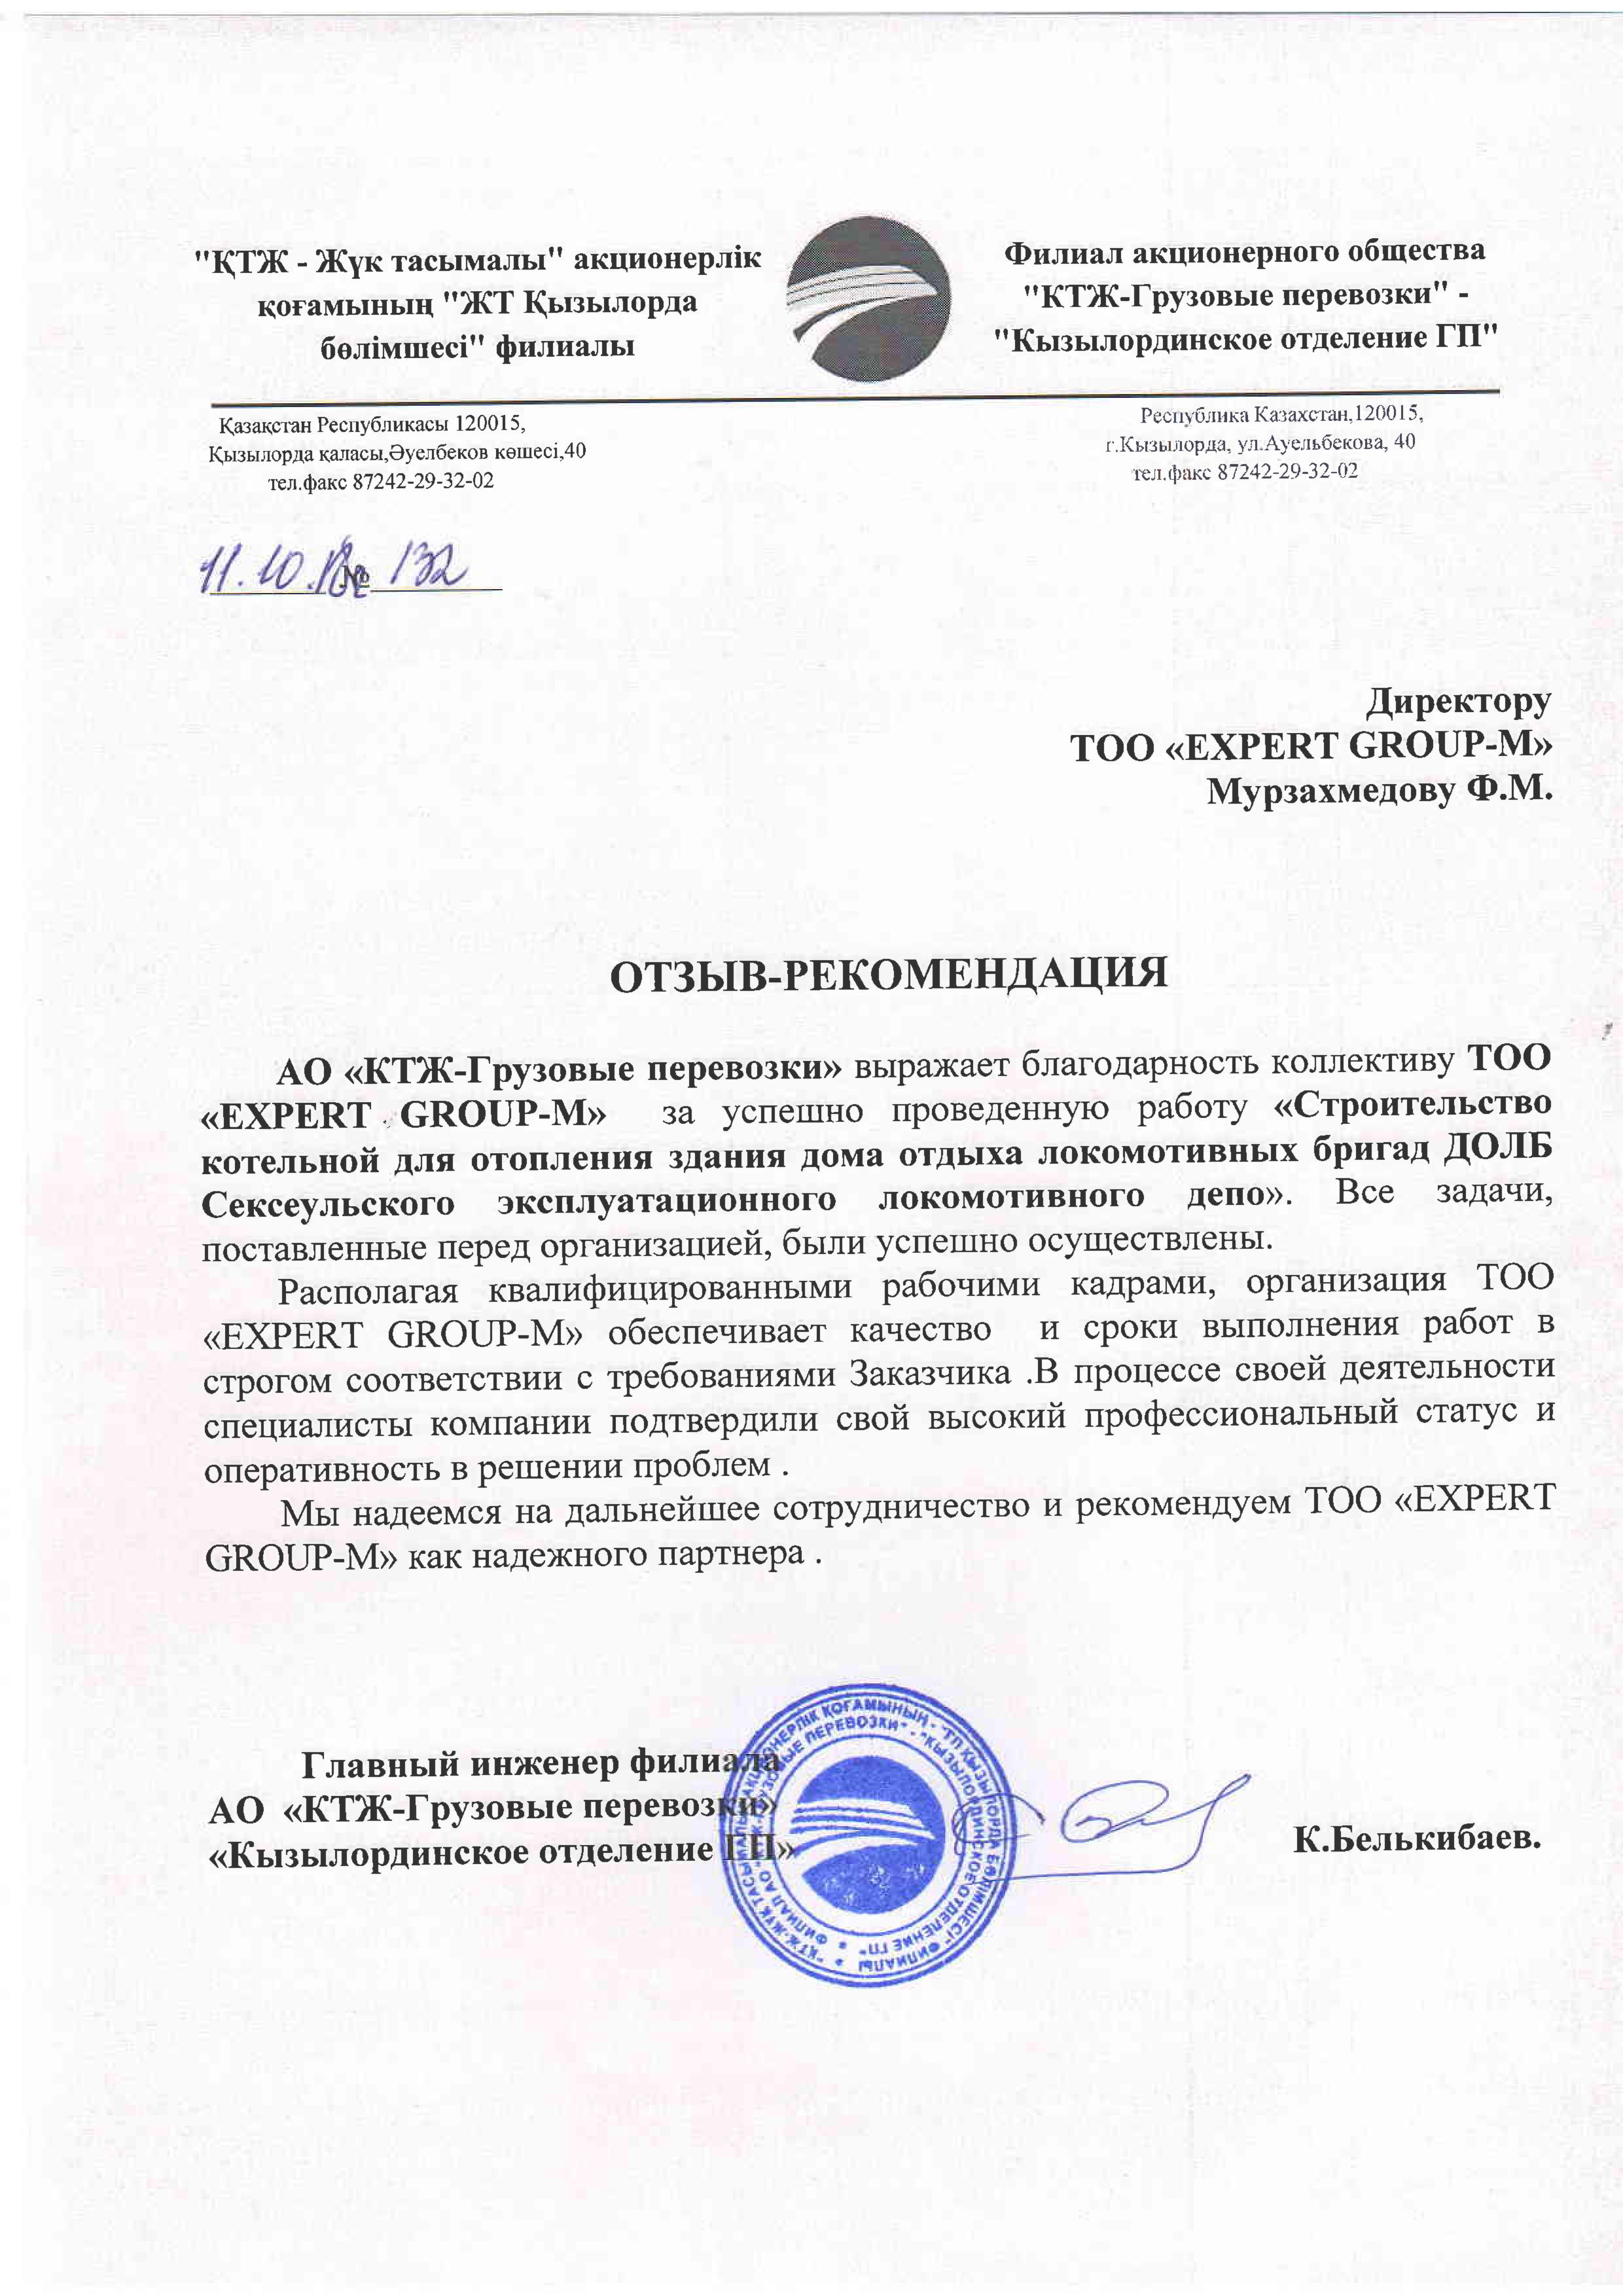 "ҚТЖ - Жүк тасымалы" акционерлік
қоғамының "ЖТ Қызылорда
бөлімшесі" филиалы
Филиал акционерного общества
"КТЖ-Грузовые перевозки" -
"Кызылординское отделение ГП"
Қазақстан Республикасы 120015,
Қызылорда қаласы,Әуелбеков көшесі,40
тел.факс 87242-29-32-02
Республика Казахстан,120015,
г.Кызылорда, ул.Ауельбекова, 40
тел.факс 87242-29-32-02
11.10. № 132
Директору
ТОО «EXPERT GROUP-M»
Мурзахмедову Ф.М.
ОТЗЫВ-РЕКОМЕНДАЦИЯ
АО «КТЖ-Грузовые перевозки» выражает благодарность коллективу ТОО
«EXPERT GROUP-M» за успешно проведенную работу «Строительство
котельной для отопления здания дома отдыха локомотивных бригад ДОЛБ
Сексеульского эксплуатационного локомотивного депо». Все задачи,
поставленные перед организацией, были успешно осуществлены.
Располагая квалифицированными рабочими кадрами, организация ТОО
«EXPERT GROUP-M» обеспечивает качество и сроки выполнения работ в
строгом соответствии с требованиями Заказчика .В процессе своей деятельности
специалисты компании подтвердили свой высокий профессиональный статус и
оперативность в решении проблем .
Мы надеемся на дальнейшее сотрудничество и рекомендуем ТОО «EXPERT
GROUP-M» как надежного партнера .
Главный инженер филиала
АО «КТЖ-Грузовые перевозки»
«Кызылординское отделение ГП»
К.Белькибаев.
"ҚТЖ-ЖҮК ТАСЫМАЛЫ" АКЦИОНЕРЛІК ҚОҒАМЫНЫҢ - "ҚЫЗЫЛОРДА БӨЛІМШЕСІ" ФИЛИАЛЫ
ФИЛИАЛ АО "КТЖ-ГРУЗОВЫЕ ПЕРЕВОЗКИ" - "КЫЗЫЛОРДИНСКОЕ ОТДЕЛЕНИЕ ГП"